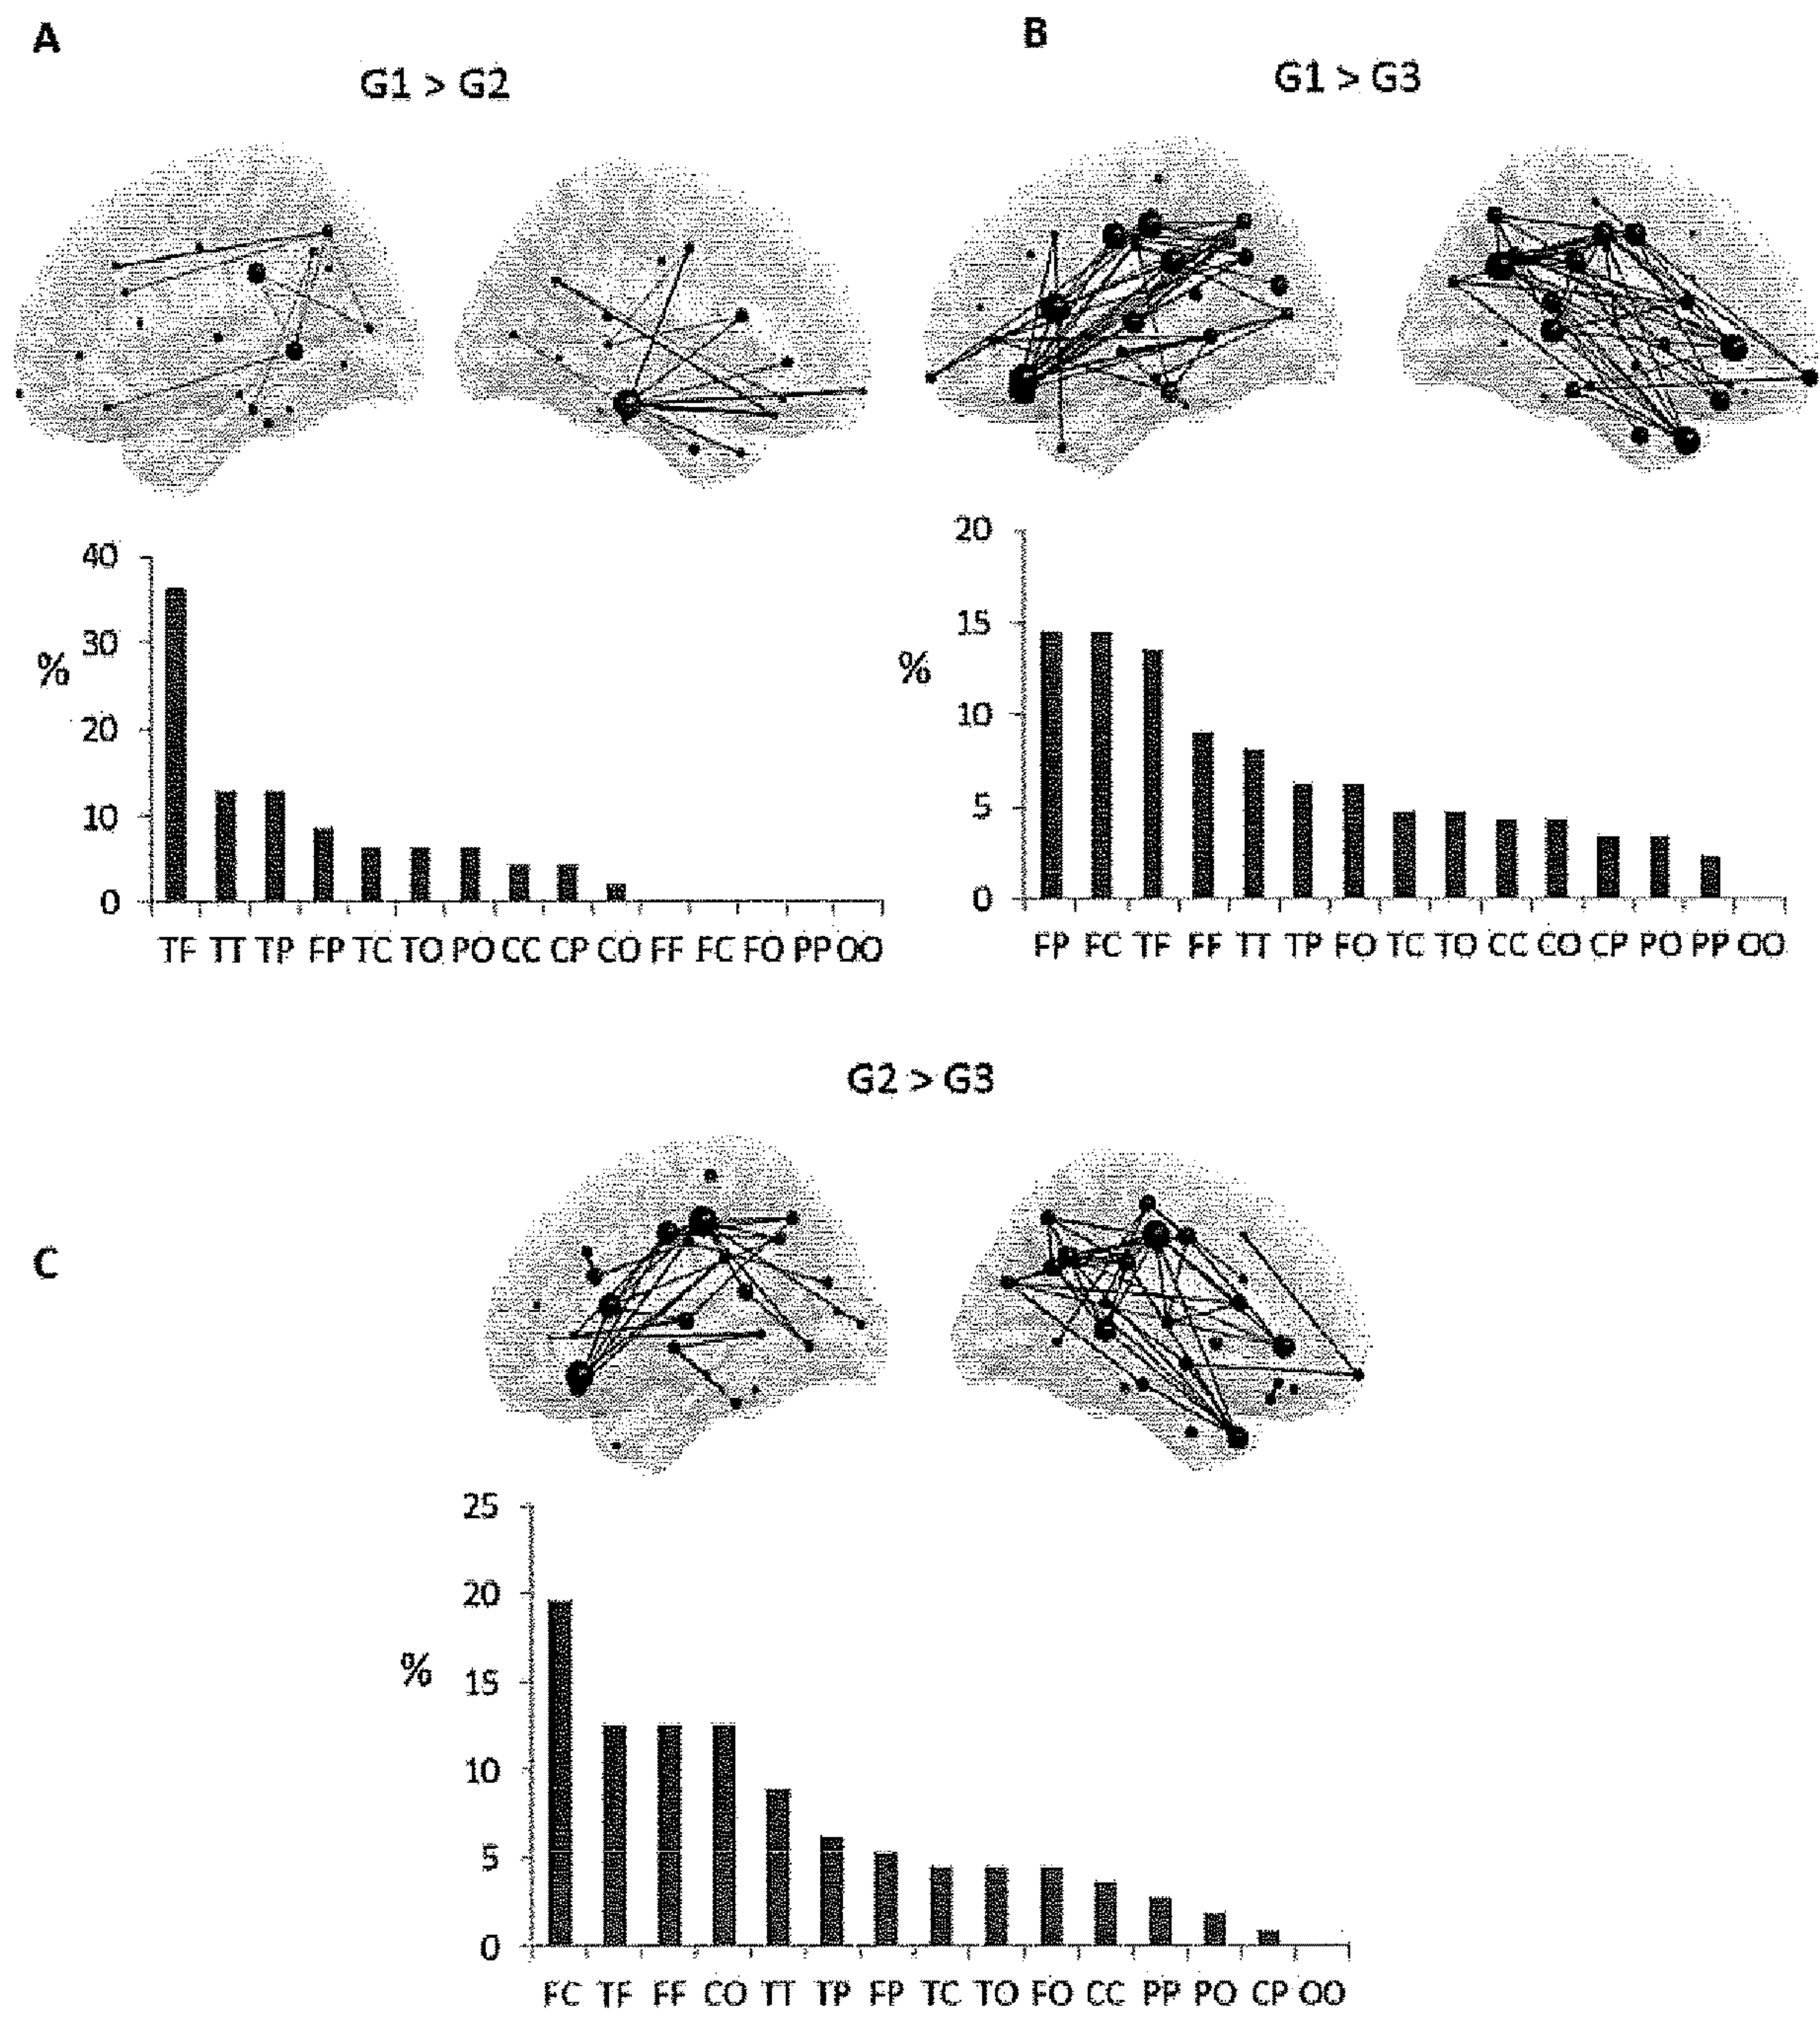 A
B
G1 > G2
G1 > G3
40
30
%
20
10
0
TF TT TP FP TC TO PO CC CP CO FF FC FO PP OO
20
15
%
10
5
0
FP FC TF FF TT TP FO TC TO CC CO CP PO PP OO
G2 > G3
C
25
20
%
15
10
5
0
FC TF FF CO TT TP FP TC TO FO CC PP PO CP OO